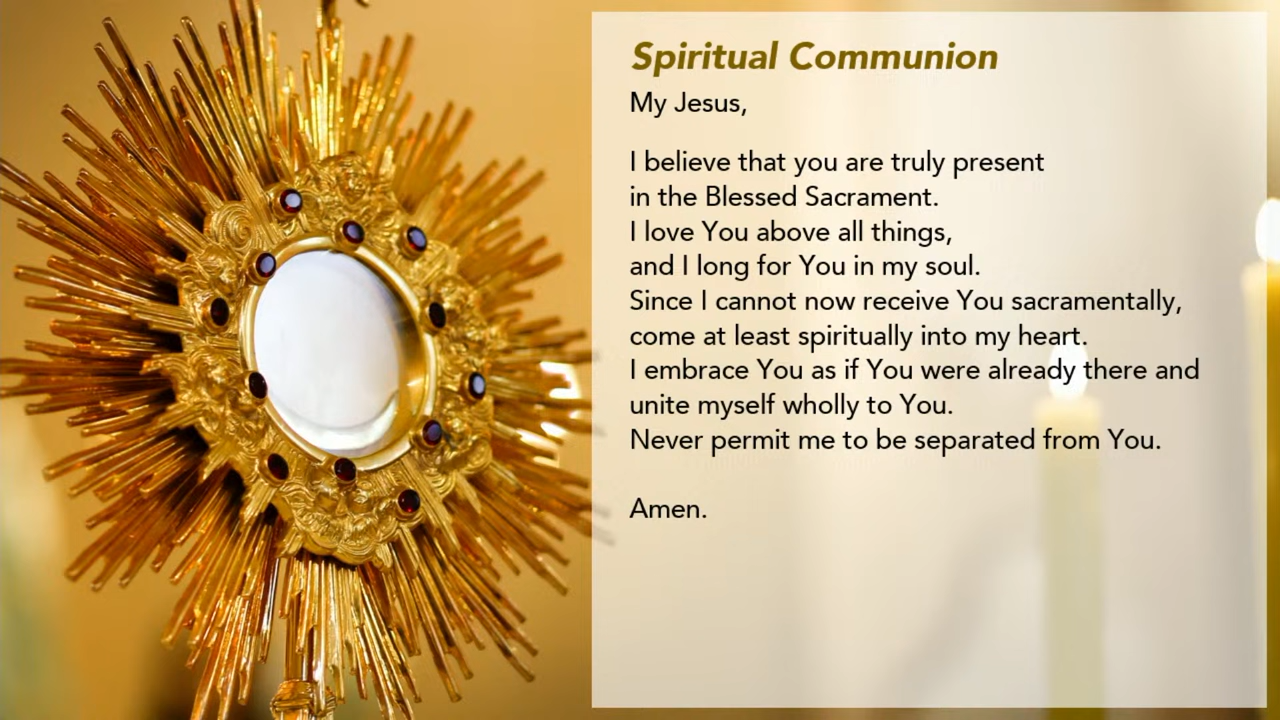 Spiritual Communion
My Jesus,
I believe that you are truly present
in the Blessed Sacrament.
I love You above all things,
and I long for You in my soul.
Since I cannot now receive You sacramentally,
come at least spiritually into my heart.
I embrace You as if You were already there and
unite myself wholly to You.
Never permit me to be separated from You.
Amen.